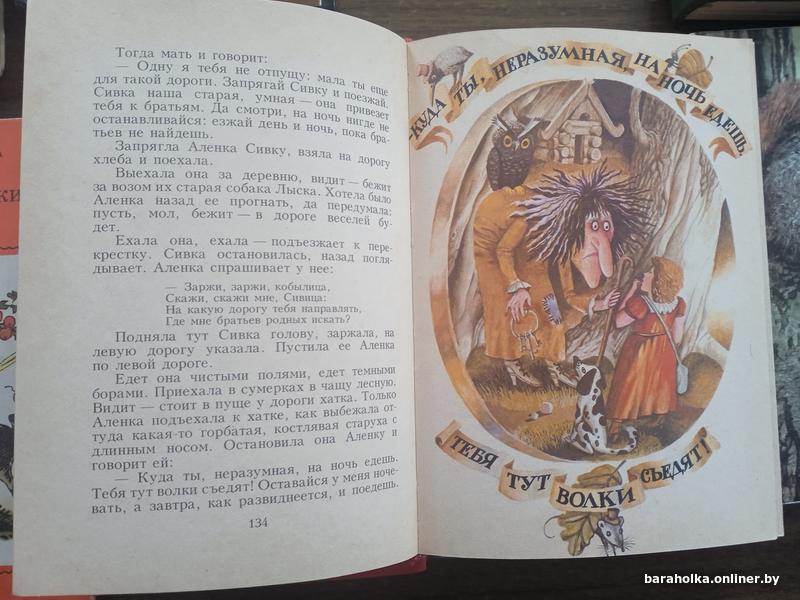 Тогда мать и говорит:
— Одну я тебя не отпущу: мала ты еще
для такой дороги. Запрягай Сивку и поезжай.
Сивка наша старая, умная — она привезет
тебя к братьям. Да смотри, на ночь нигде не
останавливайся: езжай день и ночь, пока бра-
тьев не найдешь.
Запрягла Аленка Сивку, взяла на дорогу
хлеба и поехала.
Выехала она за деревню, видит — бежит
за возом их старая собака Лыска. Хотела было
Аленка назад ее прогнать, да передумала:
пусть, мол, бежит — в дороге веселей бу-
дет.
Ехала она, ехала — подъезжает к пере-
крестку. Сивка остановилась, назад погля-
дывает. Аленка спрашивает у нее:
— Заржи, заржи, кобылица,
Скажи, скажи мне, Сивица:
На какую дорогу тебя направлять,
Где мне братьев родных искать?
Подняла тут Сивка голову, заржала, на
левую дорогу указала. Пустила ее Аленка
по левой дороге.
Едет она чистыми полями, едет темными
борами. Приехала в сумерках в чащу лесную.
Видит — стоит в пуще у дороги хатка. Только
Аленка подъехала к хатке, как выбежала от-
туда какая-то горбатая, костлявая старуха с
длинным носом. Остановила она Аленку и
говорит ей:
— Куда ты, неразумная, на ночь едешь.
Тебя тут волки съедят! Оставайся у меня ноче-
вать, а завтра, как развиднеется, и поедешь.
134
—КУДА ТЫ, НЕРАЗУМНАЯ, НА НОЧЬ ЕДЕШЬ,
ТЕБЯ ТУТ ВОЛКИ СЪЕДЯТ!
baraholka.onliner.by